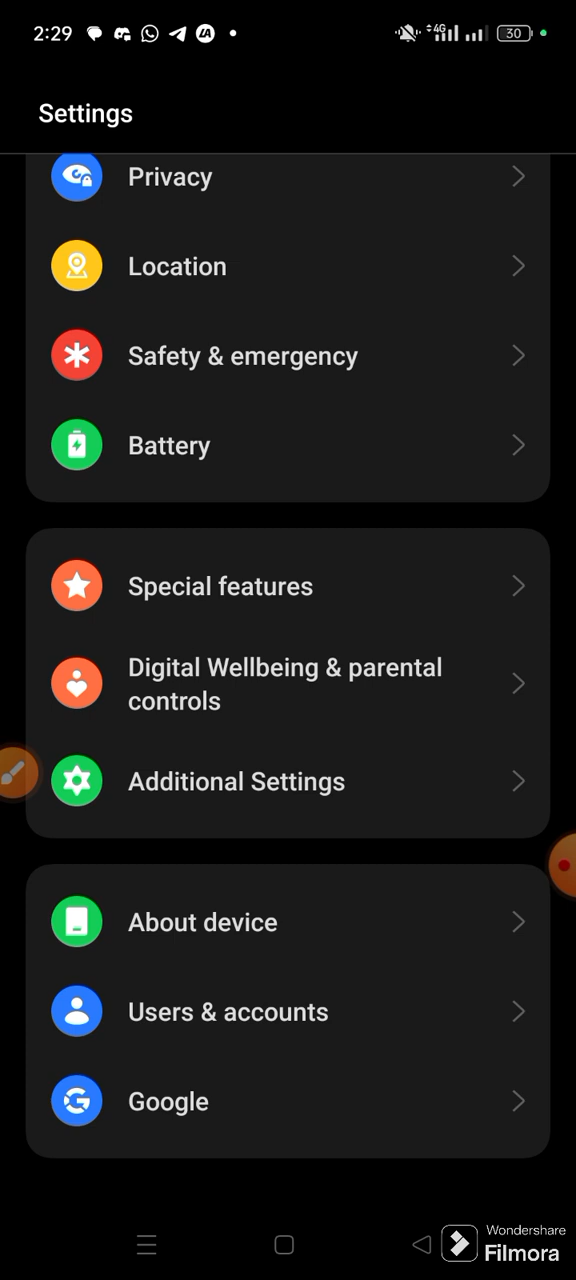 2:29
4G
30
Settings
Privacy
Location
Safety & emergency
Battery
Special features
Digital Wellbeing & parental
controls
Additional Settings
About device
Users & accounts
Google
Wondershare
Filmora